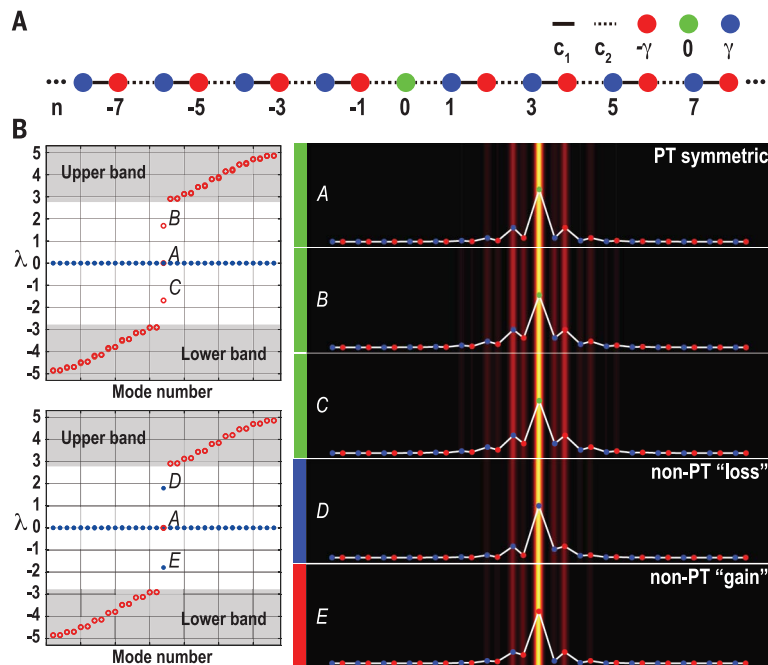 A
c₁ c₂ -γ 0 γ
••• •••
n -7 -5 -3 -1 0 1 3 5 7
B
5
Upper band
4
3
2
B
1
A
λ 0
-1
C
-2
-3
-4
Lower band
-5
Mode number
5
Upper band
4
3
2
D
1
A
λ 0
-1
E
-2
-3
-4
Lower band
-5
Mode number
PT symmetric
A
B
C
non-PT “loss”
D
non-PT “gain”
E